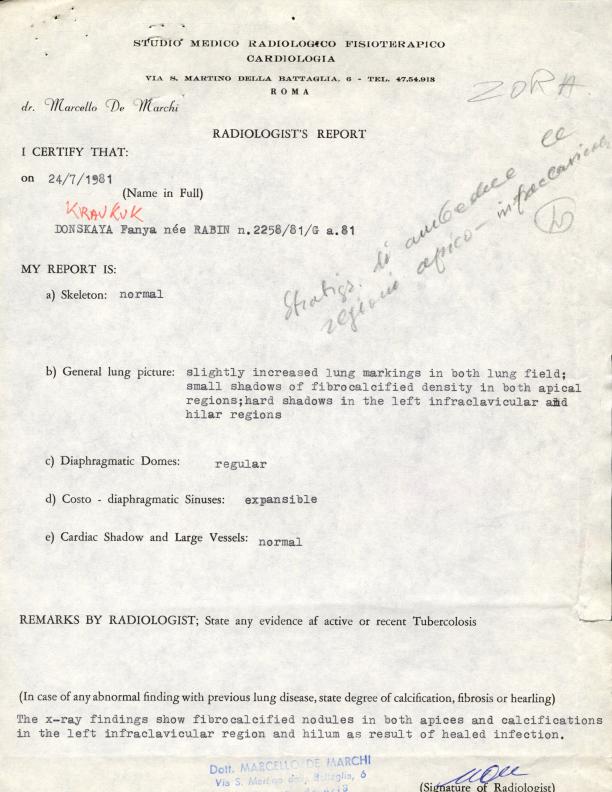 STUDIO MEDICO RADIOLOGICO FISIOTERAPICO
CARDIOLOGIA
VIA S. MARTINO DELLA BATTAGLIA, 6 - TEL. 47.54.918
ROMA
ZORA
dr. Marcello De Marchi
RADIOLOGIST'S REPORT
I CERTIFY THAT:
on 24/7/1981
(Name in Full)
KRAVKUK
DONSKAYA Fanya née RABIN n.2258/81/G a.81
Stratigr. di ambedue le
regioni apico-infraclavicolari
MY REPORT IS:
a) Skeleton: normal
b) General lung picture: slightly increased lung markings in both lung field;
small shadows of fibrocalcified density in both apical
regions;hard shadows in the left infraclavicular and
hilar regions
c) Diaphragmatic Domes: regular
d) Costo - diaphragmatic Sinuses: expansible
e) Cardiac Shadow and Large Vessels: normal
REMARKS BY RADIOLOGIST; State any evidence af active or recent Tubercolosis
(In case of any abnormal finding with previous lung disease, state degree of calcification, fibrosis or hearling)
The x-ray findings show fibrocalcified nodules in both apices and calcifications
in the left infraclavicular region and hilum as result of healed infection.
Dott. MARCELLO DE MARCHI
Via S. Martino della Battaglia, 6
(Signature of Radiologist)